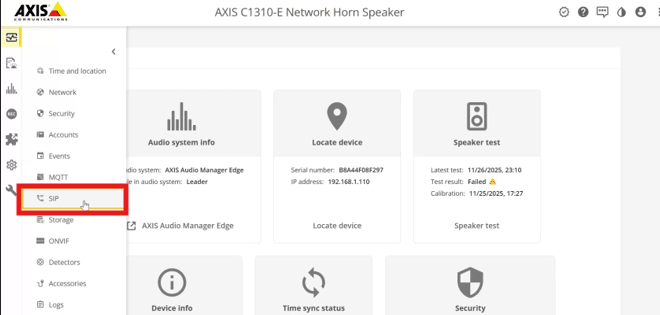 AXIS
COMMUNICATIONS
AXIS C1310-E Network Horn Speaker
Time and location
Network
Security
Accounts
Events
MQTT
SIP
Storage
ONVIF
Detectors
Accessories
Logs
Audio system info
dio system: AXIS Audio Manager Edge
le in audio system: Leader
AXIS Audio Manager Edge
Locate device
Serial number: B8A44F08F297
IP address: 192.168.1.110
Locate device
Speaker test
Latest test: 11/26/2025, 23:10
Test result: Failed
Calibration: 11/25/2025, 17:27
Speaker test
Device info
Time sync status
Security